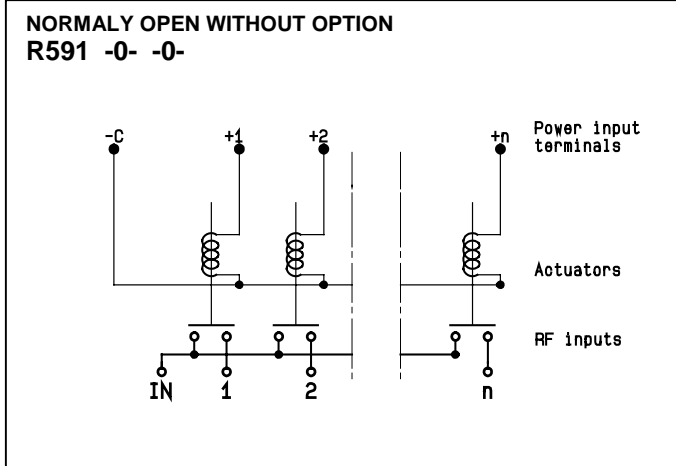 NORMALY OPEN WITHOUT OPTION
R591 -0- -0-
-C +1 +2 +n Power input
terminals
Actuators
RF inputs
IN 1 2 n